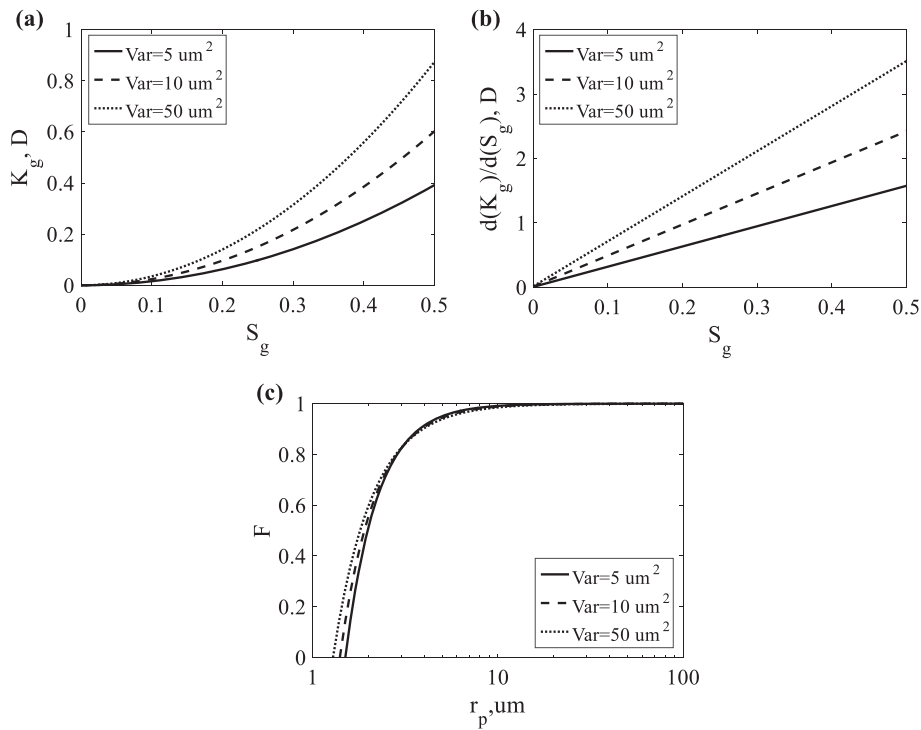 (a)
1
0.8
0.6
0.4
0.2
0
K_g, D
Var=5 um^2
Var=10 um^2
Var=50 um^2
0 0.1 0.2 0.3 0.4 0.5
S_g
(b)
4
3
2
1
0
d(K_g)/d(S_g), D
Var=5 um^2
Var=10 um^2
Var=50 um^2
0 0.1 0.2 0.3 0.4 0.5
S_g
(c)
1
0.8
0.6
0.4
0.2
0
F
Var=5 um^2
Var=10 um^2
Var=50 um^2
1 10 100
r_p,um